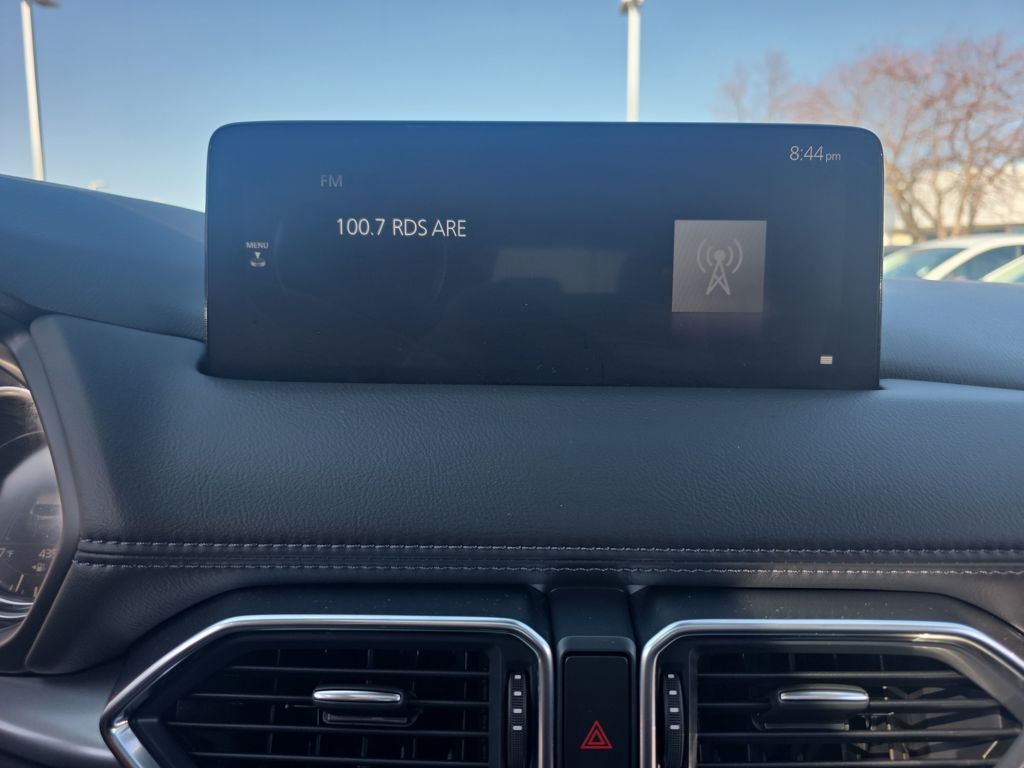 8:44pm
FM
100.7 RDS ARE
MENU